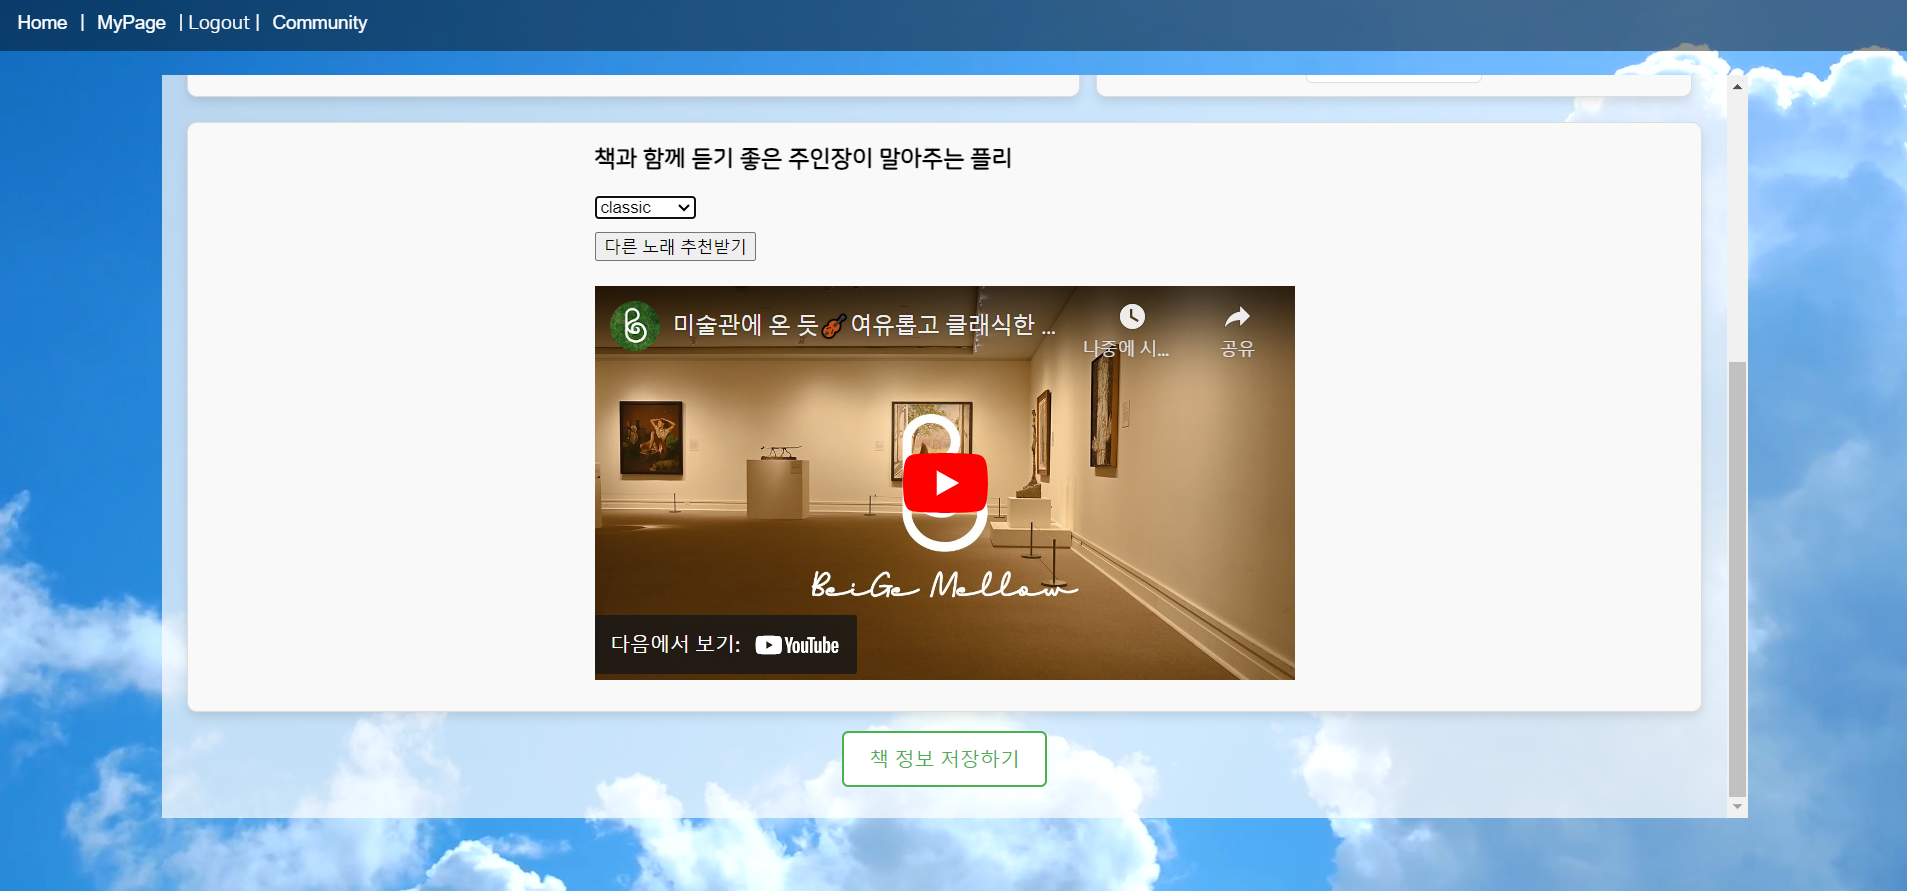 Home | MyPage | Logout | Community
책과 함께 듣기 좋은 주인장이 말아주는 플리
classic
다른 노래 추천받기
미술관에 온 듯🎻여유롭고 클래식한 ...
나중에 시...
공유
BeiGe Mellow
다음에서 보기: YouTube
책 정보 저장하기